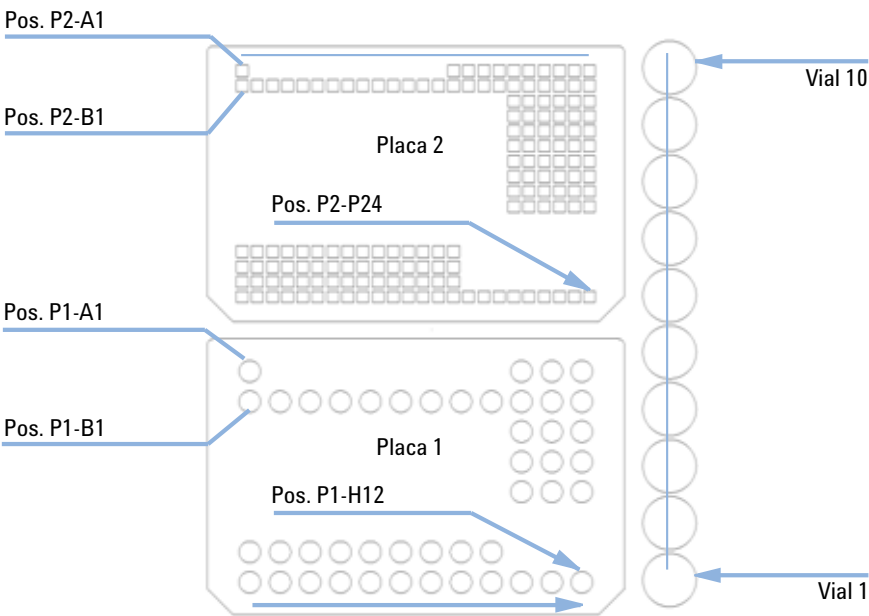 Pos. P2-A1
Vial 10
Pos. P2-B1
Placa 2
Pos. P2-P24
Pos. P1-A1
Pos. P1-B1
Placa 1
Pos. P1-H12
Vial 1